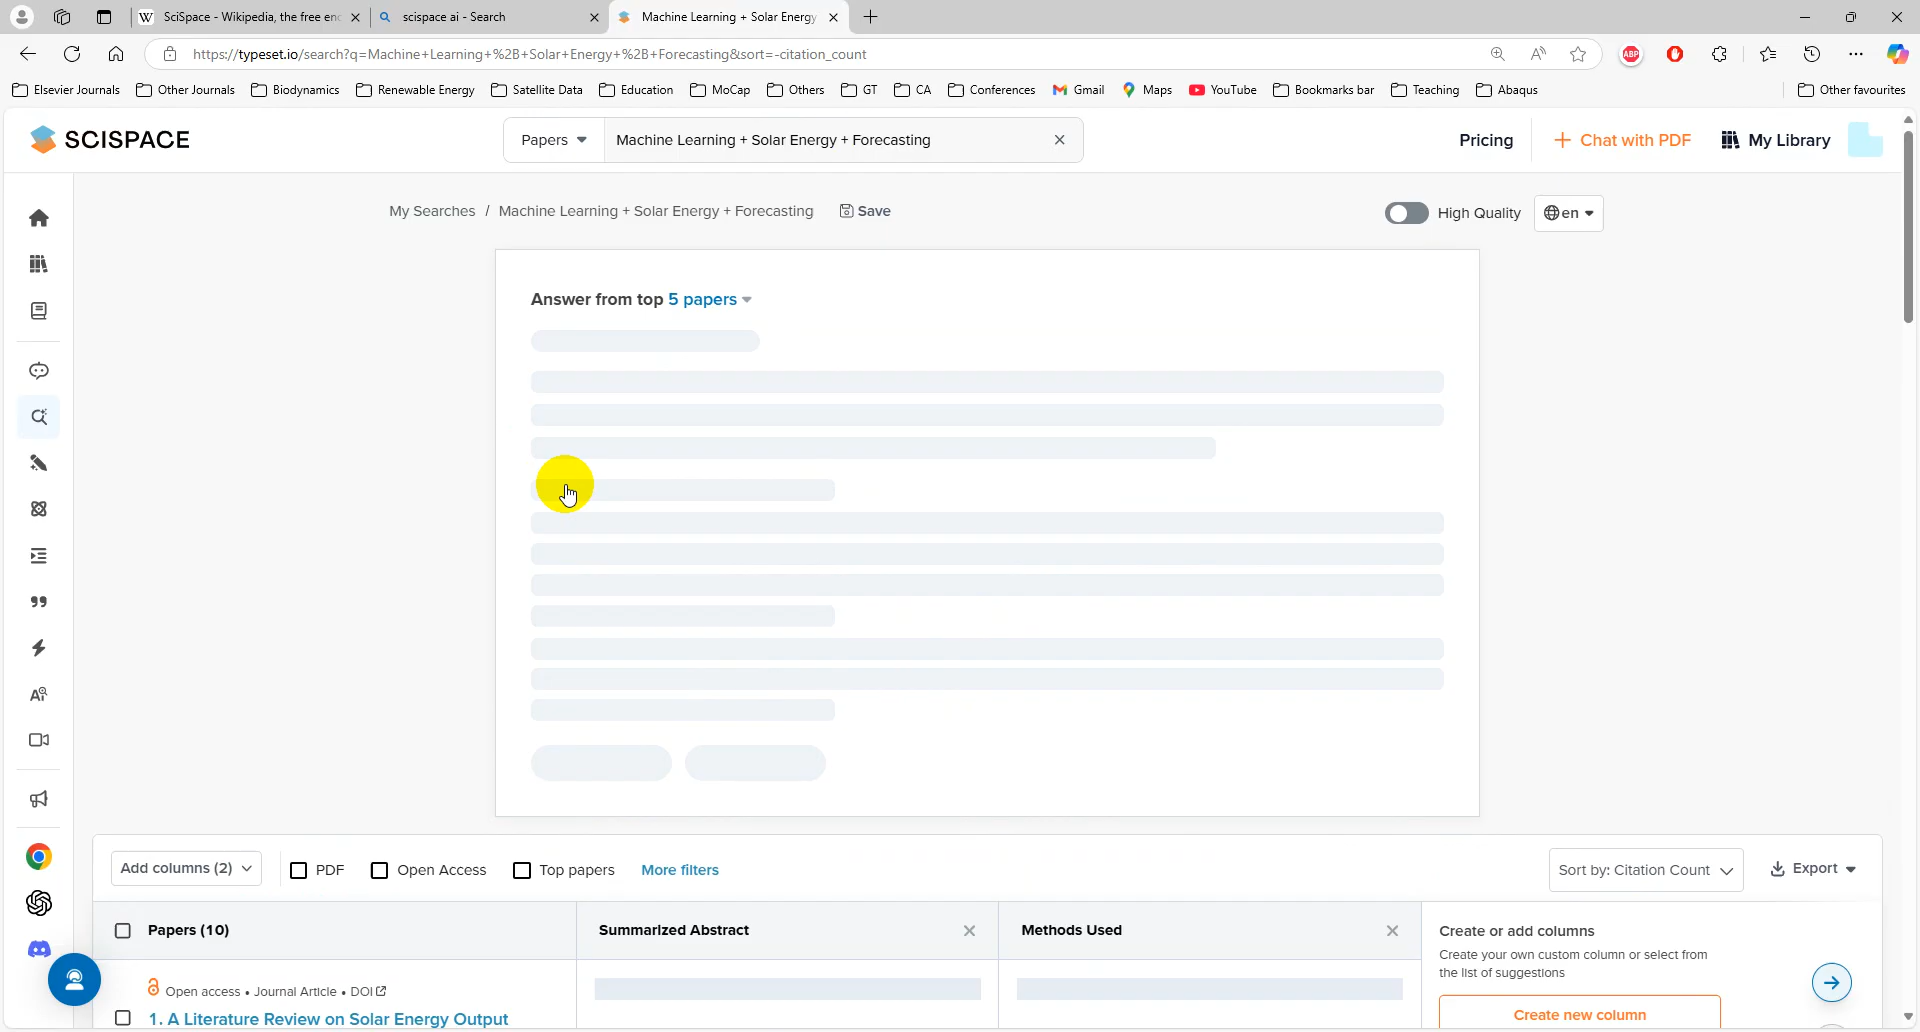 SciSpace - Wikipedia, the free en
scispace ai - Search
Machine Learning + Solar Energy
https://typeset.io/search?q=Machine+Learning+%2B+Solar+Energy+%2B+Forecasting&sort=-citation_count
Elsevier Journals
Other Journals
Biodynamics
Renewable Energy
Satellite Data
Education
MoCap
Others
GT
CA
Conferences
Gmail
Maps
YouTube
Bookmarks bar
Teaching
Abaqus
Other favourites
SCISPACE
Papers
Machine Learning + Solar Energy + Forecasting
Pricing
+ Chat with PDF
My Library
My Searches / Machine Learning + Solar Energy + Forecasting
Save
High Quality
en
Answer from top 5 papers
Add columns (2)
PDF
Open Access
Top papers
More filters
Sort by: Citation Count
Export
Papers (10)
Summarized Abstract
Methods Used
Create or add columns
Create your own custom column or select from
the list of suggestions
Create new column
Open access • Journal Article • DOI
1. A Literature Review on Solar Energy Output